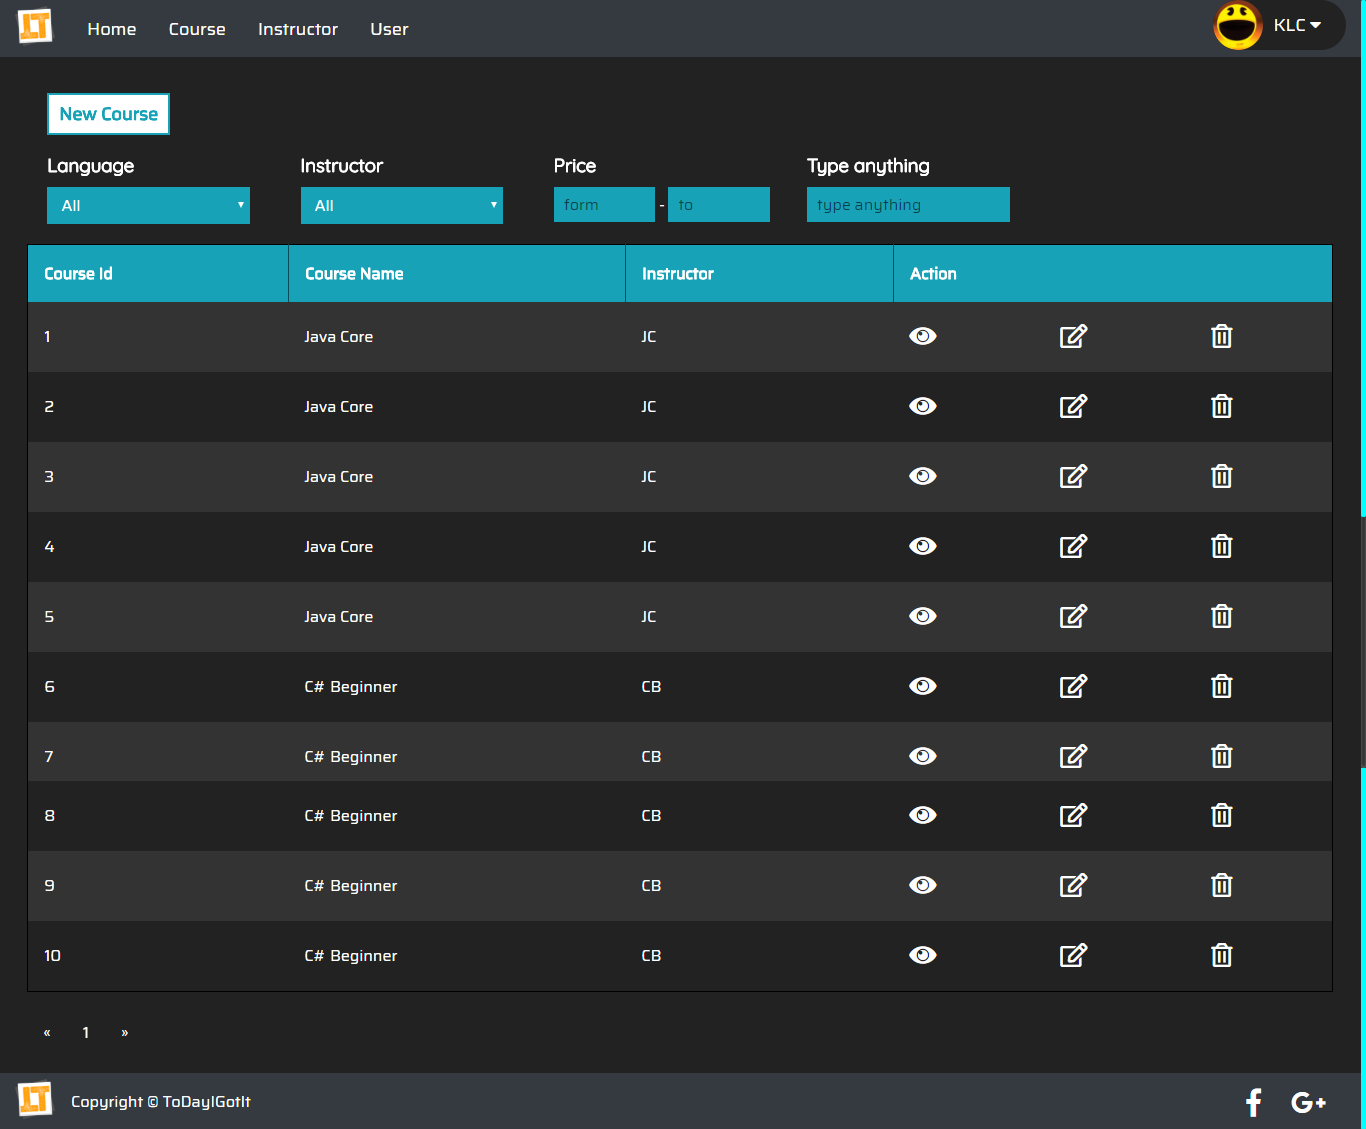 LT Home Course Instructor User KLC
New Course
Language Instructor Price Type anything
All All form - to type anything
Course Id Course Name Instructor Action
1 Java Core JC
2 Java Core JC
3 Java Core JC
4 Java Core JC
5 Java Core JC
6 C# Beginner CB
7 C# Beginner CB
8 C# Beginner CB
9 C# Beginner CB
10 C# Beginner CB
« 1 »
LT Copyright © ToDayIGotIt f G+